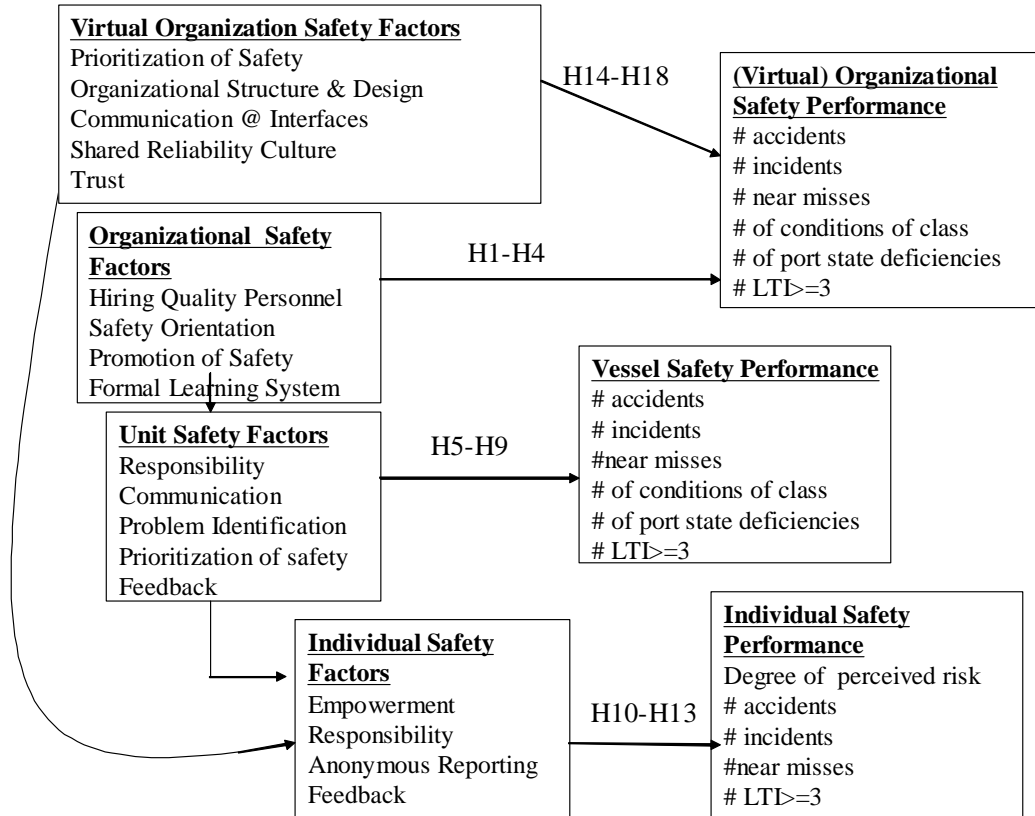 Virtual Organization Safety Factors
Prioritization of Safety
Organizational Structure & Design
Communication @ Interfaces
Shared Reliability Culture
Trust
H14-H18
(Virtual) Organizational
Safety Performance
# accidents
# incidents
# near misses
# of conditions of class
# of port state deficiencies
# LTI>=3
Organizational Safety
Factors
Hiring Quality Personnel
Safety Orientation
Promotion of Safety
Formal Learning System
H1-H4
Unit Safety Factors
Responsibility
Communication
Problem Identification
Prioritization of safety
Feedback
H5-H9
Vessel Safety Performance
# accidents
# incidents
#near misses
# of conditions of class
# of port state deficiencies
# LTI>=3
Individual Safety
Factors
Empowerment
Responsibility
Anonymous Reporting
Feedback
H10-H13
Individual Safety
Performance
Degree of perceived risk
# accidents
# incidents
#near misses
# LTI>=3